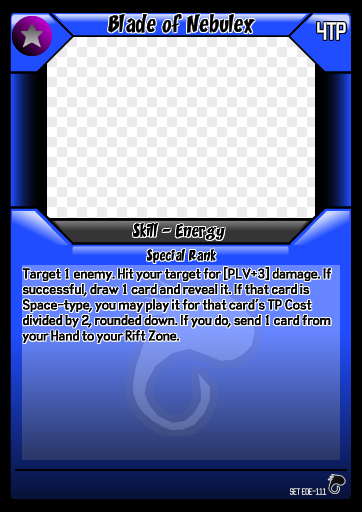 Blade of Nebulex
4TP
Skill - Energy
Special Rank
Target 1 enemy. Hit your target for [PLV+3] damage. If
successful, draw 1 card and reveal it. If that card is
Space-type, you may play it for that card's TP Cost
divided by 2, rounded down. If you do, send 1 card from
your Hand to your Rift Zone.
SET EDE-111